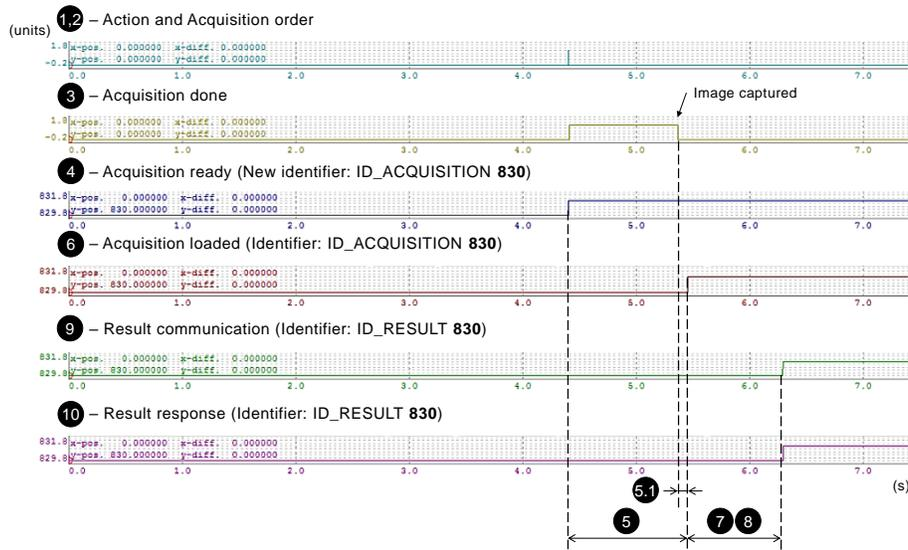 1,2 – Action and Acquisition order
(units)
1.8 x-pos. 0.000000 x-diff. 0.000000
-0.2 y-pos. 0.000000 y-diff. 0.000000
0.0 1.0 2.0 3.0 4.0 5.0 6.0 7.0
3 – Acquisition done
Image captured
1.8 x-pos. 0.000000 x-diff. 0.000000
-0.2 y-pos. 0.000000 y-diff. 0.000000
0.0 1.0 2.0 3.0 4.0 5.0 6.0 7.0
4 – Acquisition ready (New identifier: ID_ACQUISITION 830)
831.8 x-pos. 0.000000 x-diff. 0.000000
829.8 y-pos. 830.000000 y-diff. 0.000000
0.0 1.0 2.0 3.0 4.0 5.0 6.0 7.0
6 – Acquisition loaded (Identifier: ID_ACQUISITION 830)
831.8 x-pos. 0.000000 x-diff. 0.000000
829.8 y-pos. 830.000000 y-diff. 0.000000
0.0 1.0 2.0 3.0 4.0 5.0 6.0 7.0
9 – Result communication (Identifier: ID_RESULT 830)
831.8 x-pos. 0.000000 x-diff. 0.000000
829.8 y-pos. 830.000000 y-diff. 0.000000
0.0 1.0 2.0 3.0 4.0 5.0 6.0 7.0
10 – Result response (Identifier: ID_RESULT 830)
831.8 x-pos. 0.000000 x-diff. 0.000000
829.8 y-pos. 830.000000 y-diff. 0.000000
0.0 1.0 2.0 3.0 4.0 5.0 6.0 7.0
(s)
5.1
5 7 8